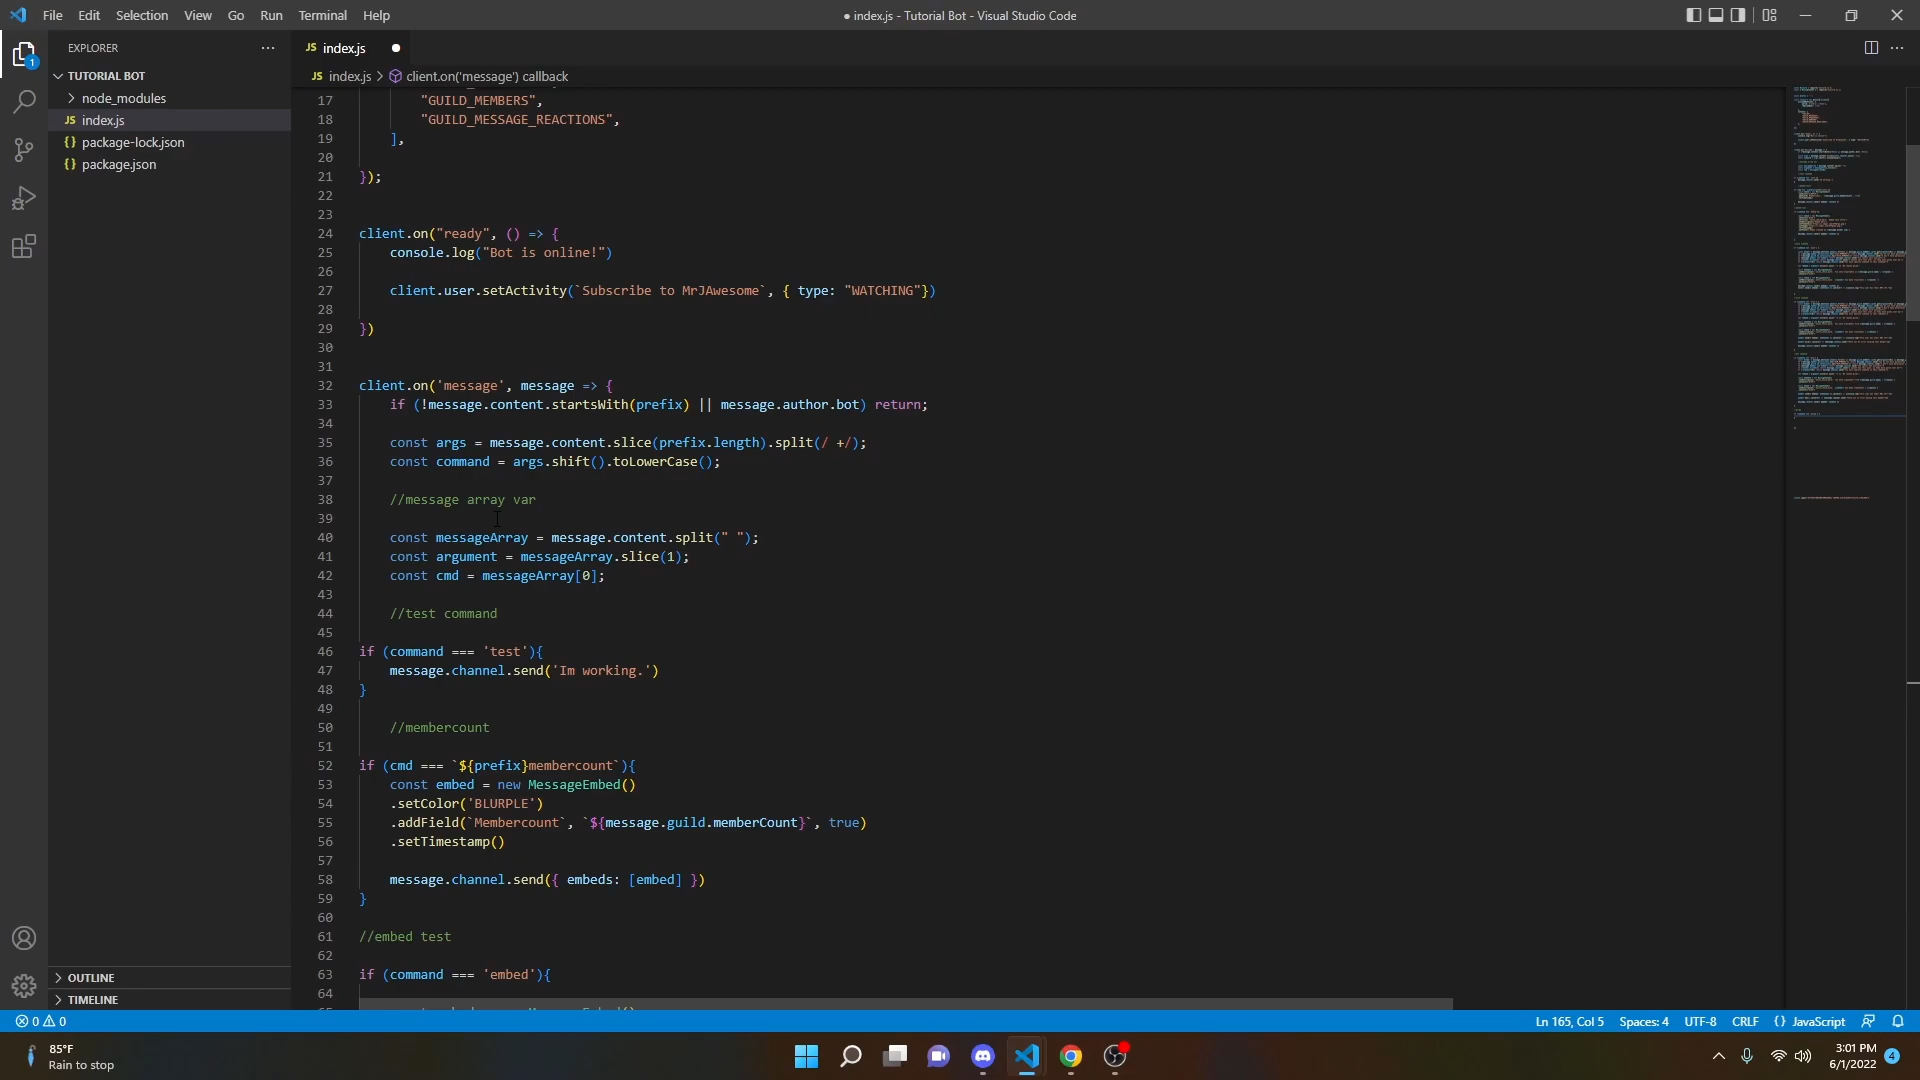 File Edit Selection View Go Run Terminal Help
● index.js - Tutorial Bot - Visual Studio Code
EXPLORER
JS index.js
TUTORIAL BOT
node_modules
JS index.js
{} package-lock.json
{} package.json
1
JS index.js > client.on('message') callback
17 "GUILD_MEMBERS",
18 "GUILD_MESSAGE_REACTIONS",
19 ],
20
21 });
22
23
24 client.on("ready", () => {
25 console.log("Bot is online!")
26
27 client.user.setActivity(`Subscribe to MrJAwesome`, { type: "WATCHING"})
28
29 })
30
31
32 client.on('message', message => {
33 if (!message.content.startsWith(prefix) || message.author.bot) return;
34
35 const args = message.content.slice(prefix.length).split(/ +/);
36 const command = args.shift().toLowerCase();
37
38 //message array var
39
40 const messageArray = message.content.split(" ");
41 const argument = messageArray.slice(1);
42 const cmd = messageArray[0];
43
44 //test command
45
46 if (command === 'test'){
47 message.channel.send('Im working.')
48 }
49
50 //membercount
51
52 if (cmd === `${prefix}membercount`){
53 const embed = new MessageEmbed()
54 .setColor('BLURPLE')
55 .addField(`Membercount`, `${message.guild.memberCount}`, true)
56 .setTimestamp()
57
58 message.channel.send({ embeds: [embed] })
59 }
60
61 //embed test
62
63 if (command === 'embed'){
64
OUTLINE
TIMELINE
0 0
Ln 165, Col 5 Spaces: 4 UTF-8 CRLF {} JavaScript
85°F
Rain to stop
3:01 PM
6/1/2022
4